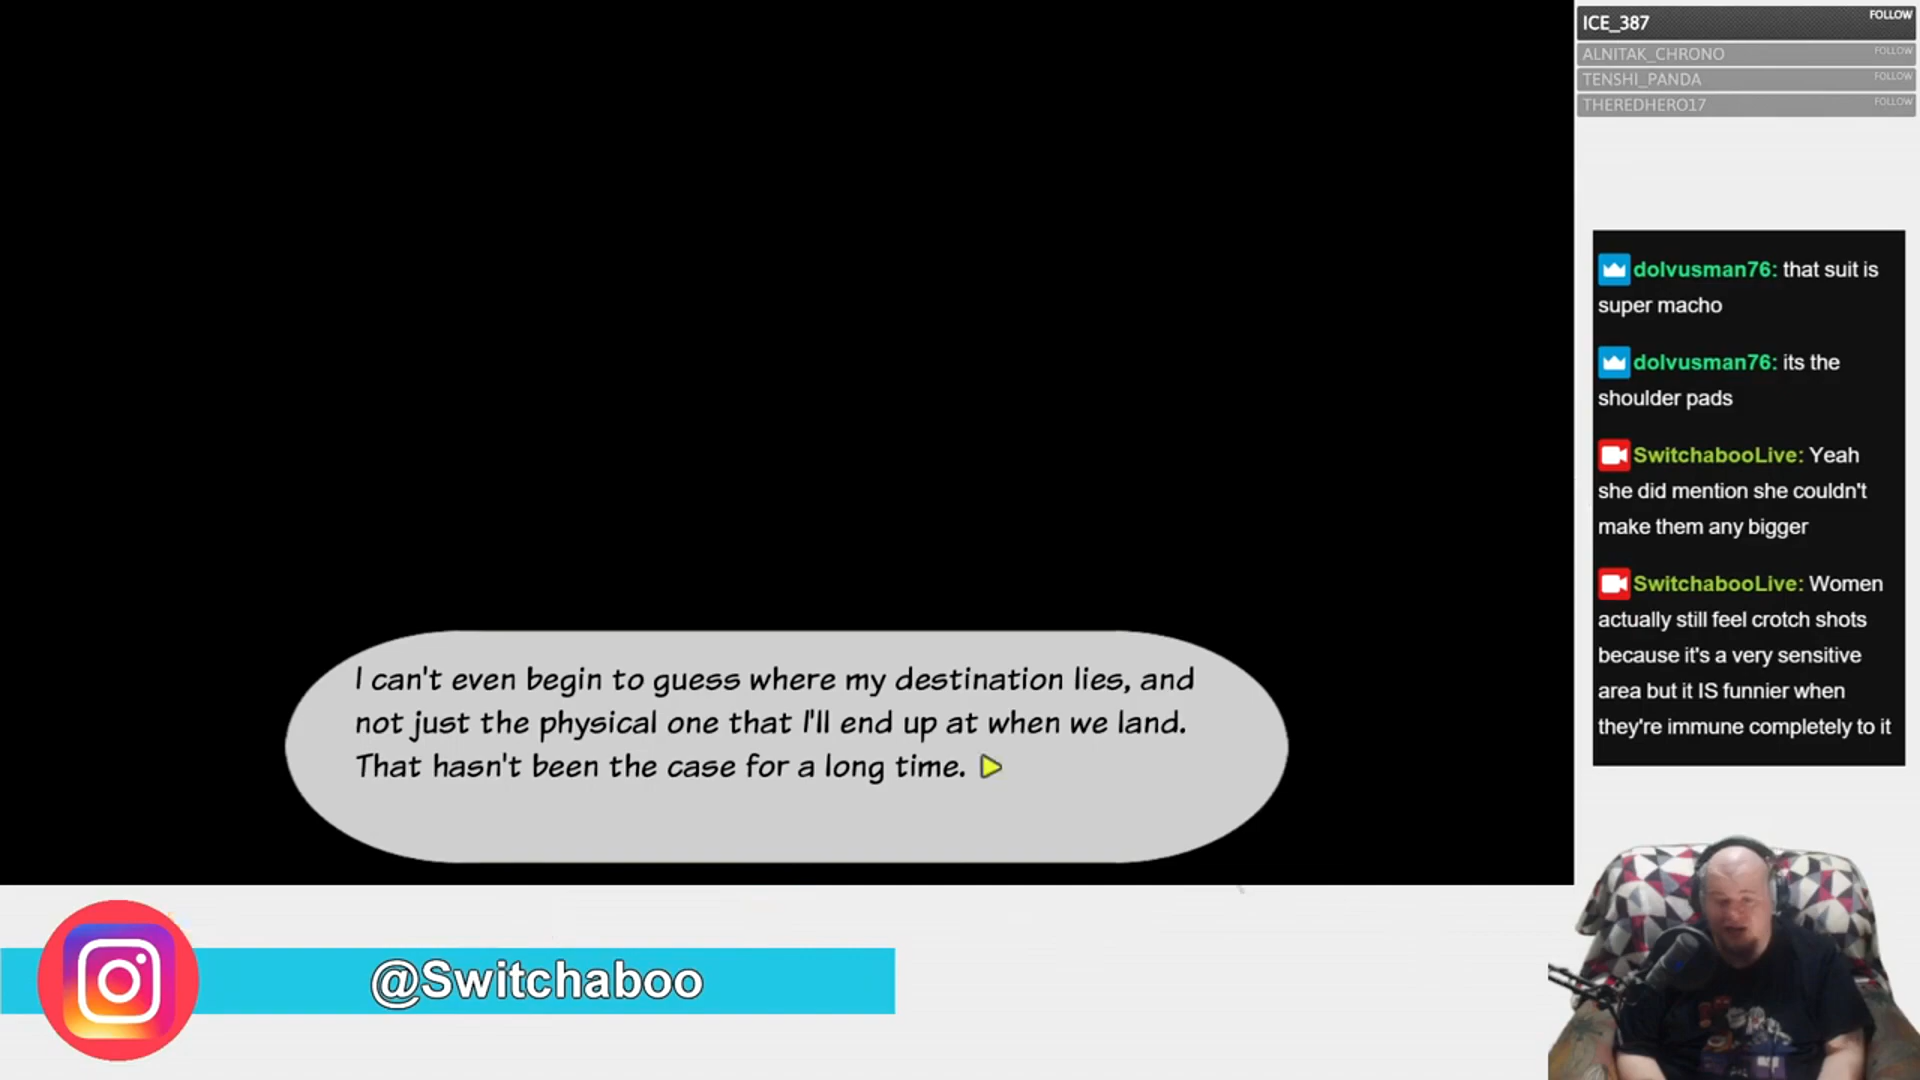 I can't even begin to guess where my destination lies, and
not just the physical one that I'll end up at when we land.
That hasn't been the case for a long time.
@Switchaboo
ICE_387 FOLLOW
ALNITAK_CHRONO FOLLOW
TENSHI_PANDA FOLLOW
THEREDHERO17 FOLLOW
dolvusman76: that suit is
super macho
dolvusman76: its the
shoulder pads
SwitchabooLive: Yeah
she did mention she couldn't
make them any bigger
SwitchabooLive: Women
actually still feel crotch shots
because it's a very sensitive
area but it IS funnier when
they're immune completely to it